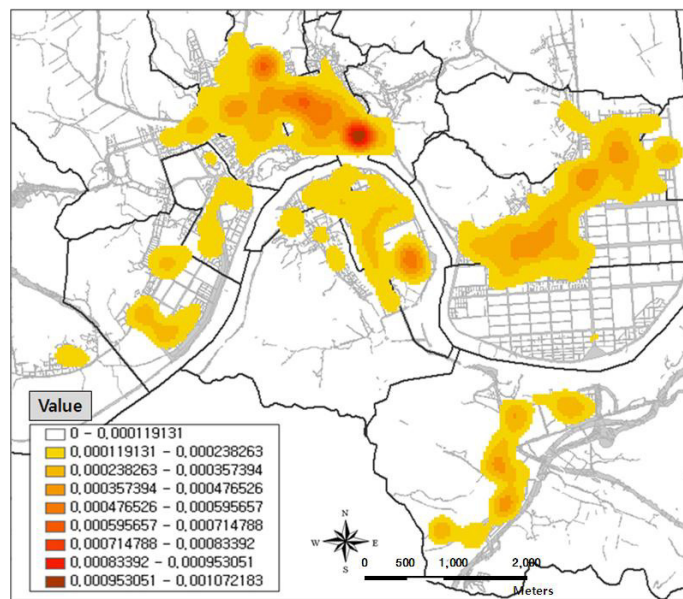 Value
0 - 0,000119131
0,000119131 - 0,000238263
0,000238263 - 0,000357394
0,000357394 - 0,000476526
0,000476526 - 0,000595657
0,000595657 - 0,000714788
0,000714788 - 0,00083392
0,00083392 - 0,000953051
0,000953051 - 0,001072183
N
W E
S
0 500 1,000 2,000
Meters